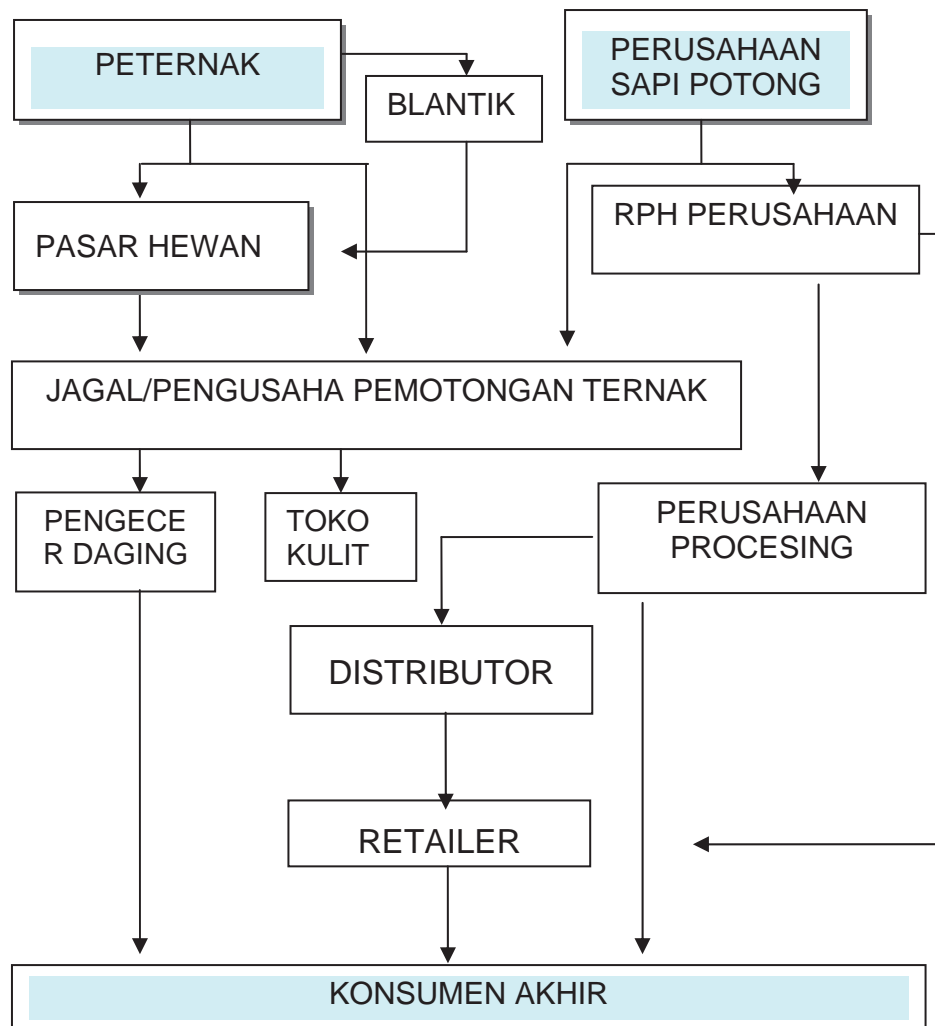 PETERNAK
PERUSAHAAN
SAPI POTONG
BLANTIK
RPH PERUSAHAAN
PASAR HEWAN
JAGAL/PENGUSAHA PEMOTONGAN TERNAK
PENGECE
R DAGING
TOKO
KULIT
PERUSAHAAN
PROCESING
DISTRIBUTOR
RETAILER
KONSUMEN AKHIR